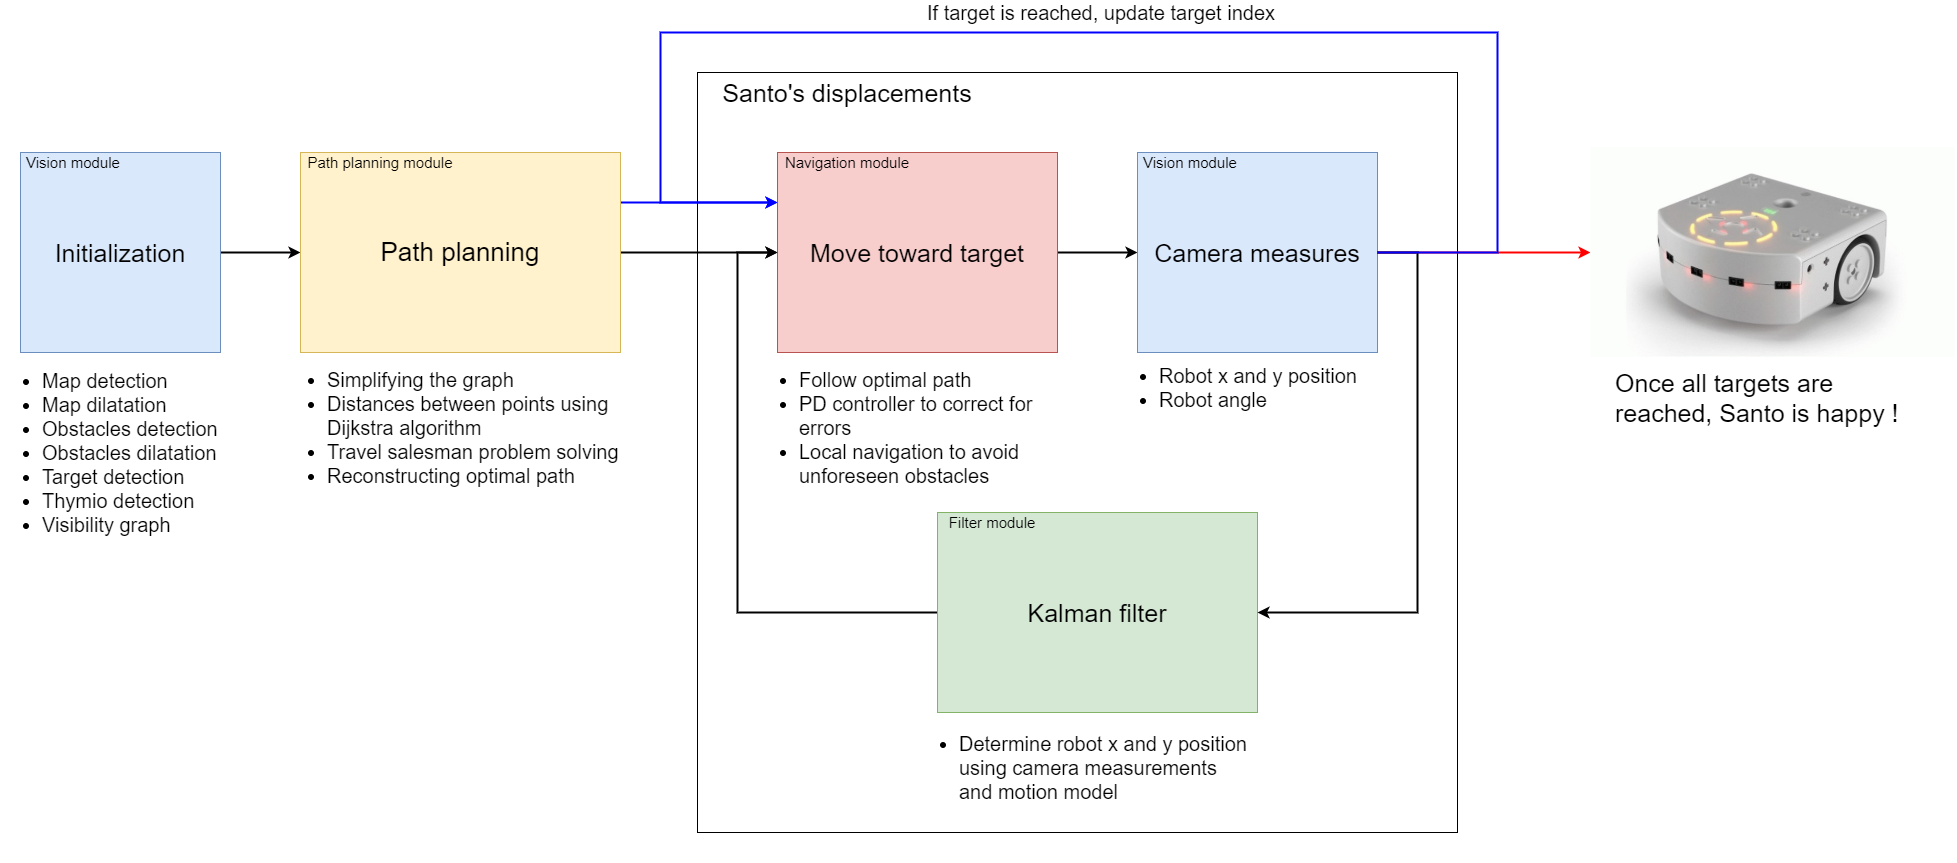 If target is reached, update target index
Santo's displacements
Vision module
Initialization
Map detection
Map dilatation
Obstacles detection
Obstacles dilatation
Target detection
Thymio detection
Visibility graph
Path planning module
Path planning
Simplifying the graph
Distances between points using
Dijkstra algorithm
Travel salesman problem solving
Reconstructing optimal path
Navigation module
Move toward target
Follow optimal path
PD controller to correct for
errors
Local navigation to avoid
unforeseen obstacles
Vision module
Camera measures
Robot x and y position
Robot angle
Filter module
Kalman filter
Determine robot x and y position
using camera measurements
and motion model
Once all targets are
reached, Santo is happy !